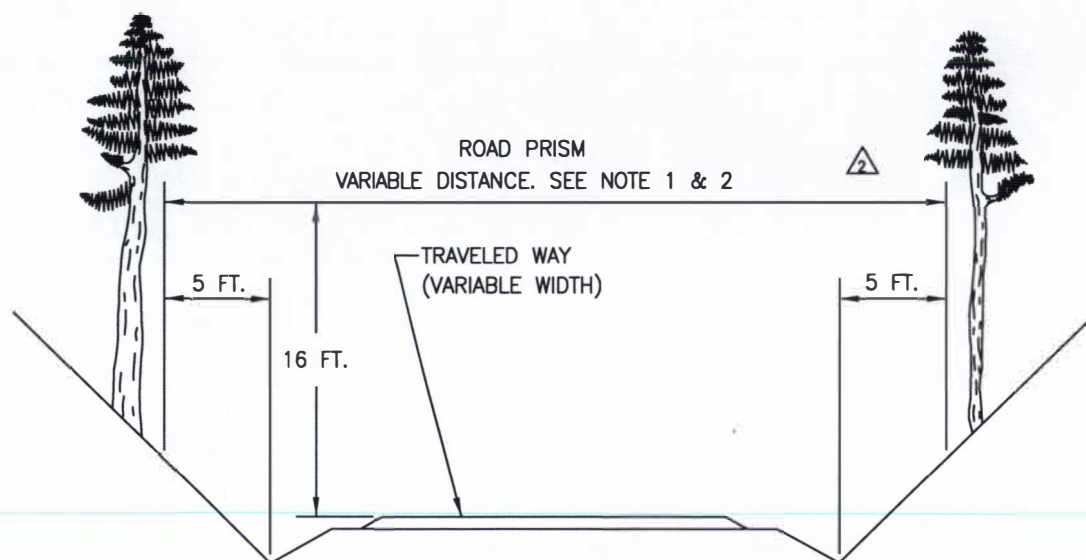 ROAD PRISM
VARIABLE DISTANCE. SEE NOTE 1 & 2
2
TRAVELED WAY
(VARIABLE WIDTH)
5 FT.
5 FT.
16 FT.